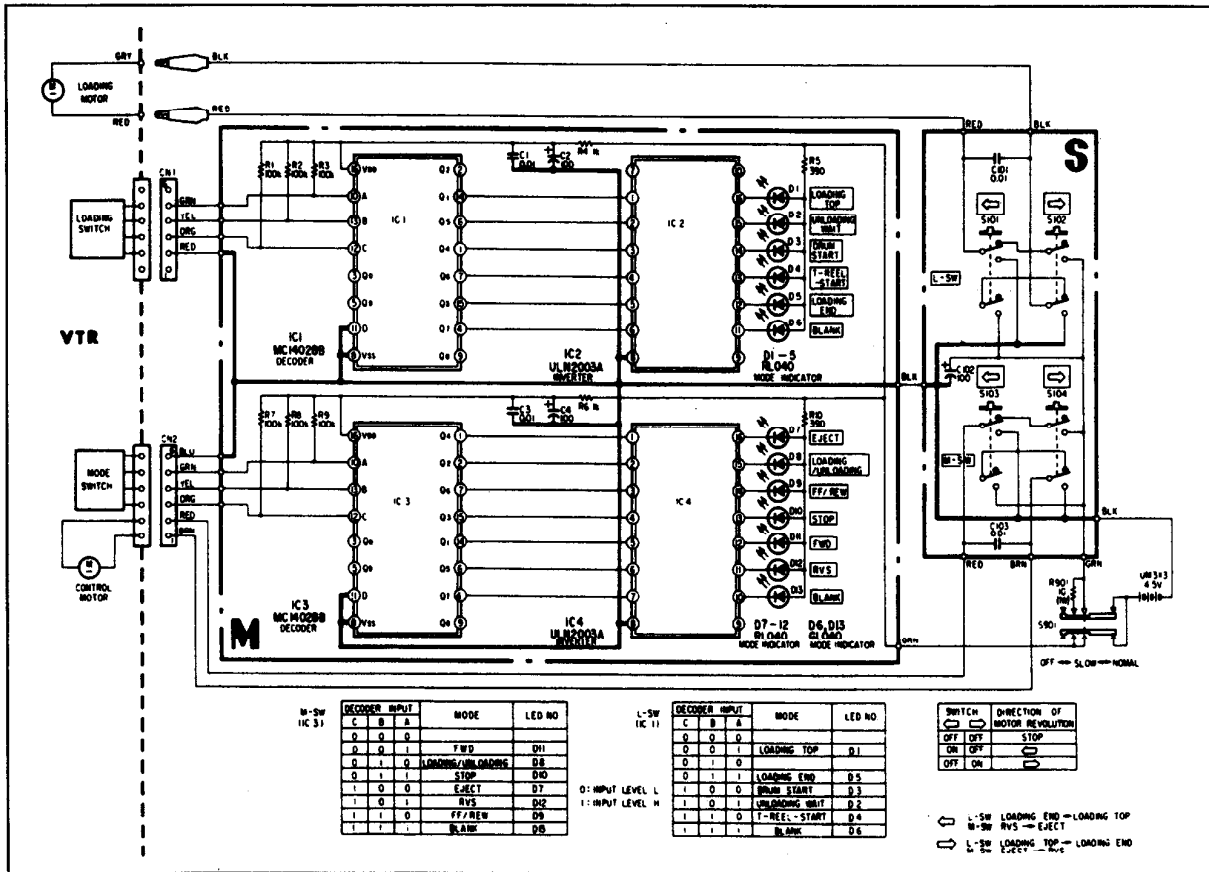 GRY
BLK
LOADING
MOTOR
RED
RED
RED
BLK
S
CN1
GRN
YEL
ORG
RED
LOADING
SWITCH
VTR
R1
100k
R2
100k
R3
100k
C1
0.01
C2
100
R4 1k
R5
390
VDD
A
B
C
D
VSS
IC1
IC1
MC14028B
DECODER
IC2
IC2
ULN2003A
INVERTER
D1
LOADING
TOP
D2
UNLOADING
WAIT
D3
DRUM
START
D4
T-REEL
-START
D5
LOADING
END
D6
BLANK
D1-5
RL040
MODE INDICATOR
BLK
C101
0.01
S101
S102
L-SW
C102
100
S103
S104
M-SW
C103
0.01
BLK
RED
BRN
GRN
R901
S901
UM3×3
4.5V
OFF ↔ SLOW ↔ NOMAL
CN2
BLU
GRN
YEL
ORG
RED
BRN
MODE
SWITCH
CONTROL
MOTOR
R7
100k
R8
100k
R9
100k
C3
0.01
C4
100
R6 1k
R10
390
VDD
A
B
C
D
VSS
IC3
IC3
MC14028B
DECODER
IC4
IC4
ULN2003A
INVERTER
D7
EJECT
D8
LOADING
/UNLOADING
D9
FF/REW
D10
STOP
D11
FWD
D12
RVS
D13
BLANK
D7-12 D6,D13
RL040 GL040
MODE INDICATOR MODE INDICATOR
M
M-SW
(IC3)
DECODER INPUT MODE LED NO
C B A
0 0 0
0 0 1 FWD D11
0 1 0 LOADING/UNLOADING D8
0 1 1 STOP D10
1 0 0 EJECT D7
1 0 1 RVS D12
1 1 0 FF/REW D9
1 1 1 BLANK
0: INPUT LEVEL L
1: INPUT LEVEL H
L-SW
(IC1)
DECODER INPUT MODE LED NO
C B A
0 0 0
0 0 1 LOADING TOP D1
0 1 0
0 1 1 LOADING END D5
1 0 0 DRUM START D3
1 0 1 UNLOADING WAIT D2
1 1 0 T-REEL-START D4
1 1 1 BLANK D6
SWITCH DIRECTION OF
⇦ ⇨ MOTOR REVOLUTION
OFF OFF STOP
ON OFF ⇦
OFF ON ⇨
⇦ L-SW LOADING END → LOADING TOP
M-SW RVS → EJECT
⇨ L-SW LOADING TOP → LOADING END
M-SW EJECT → RVS